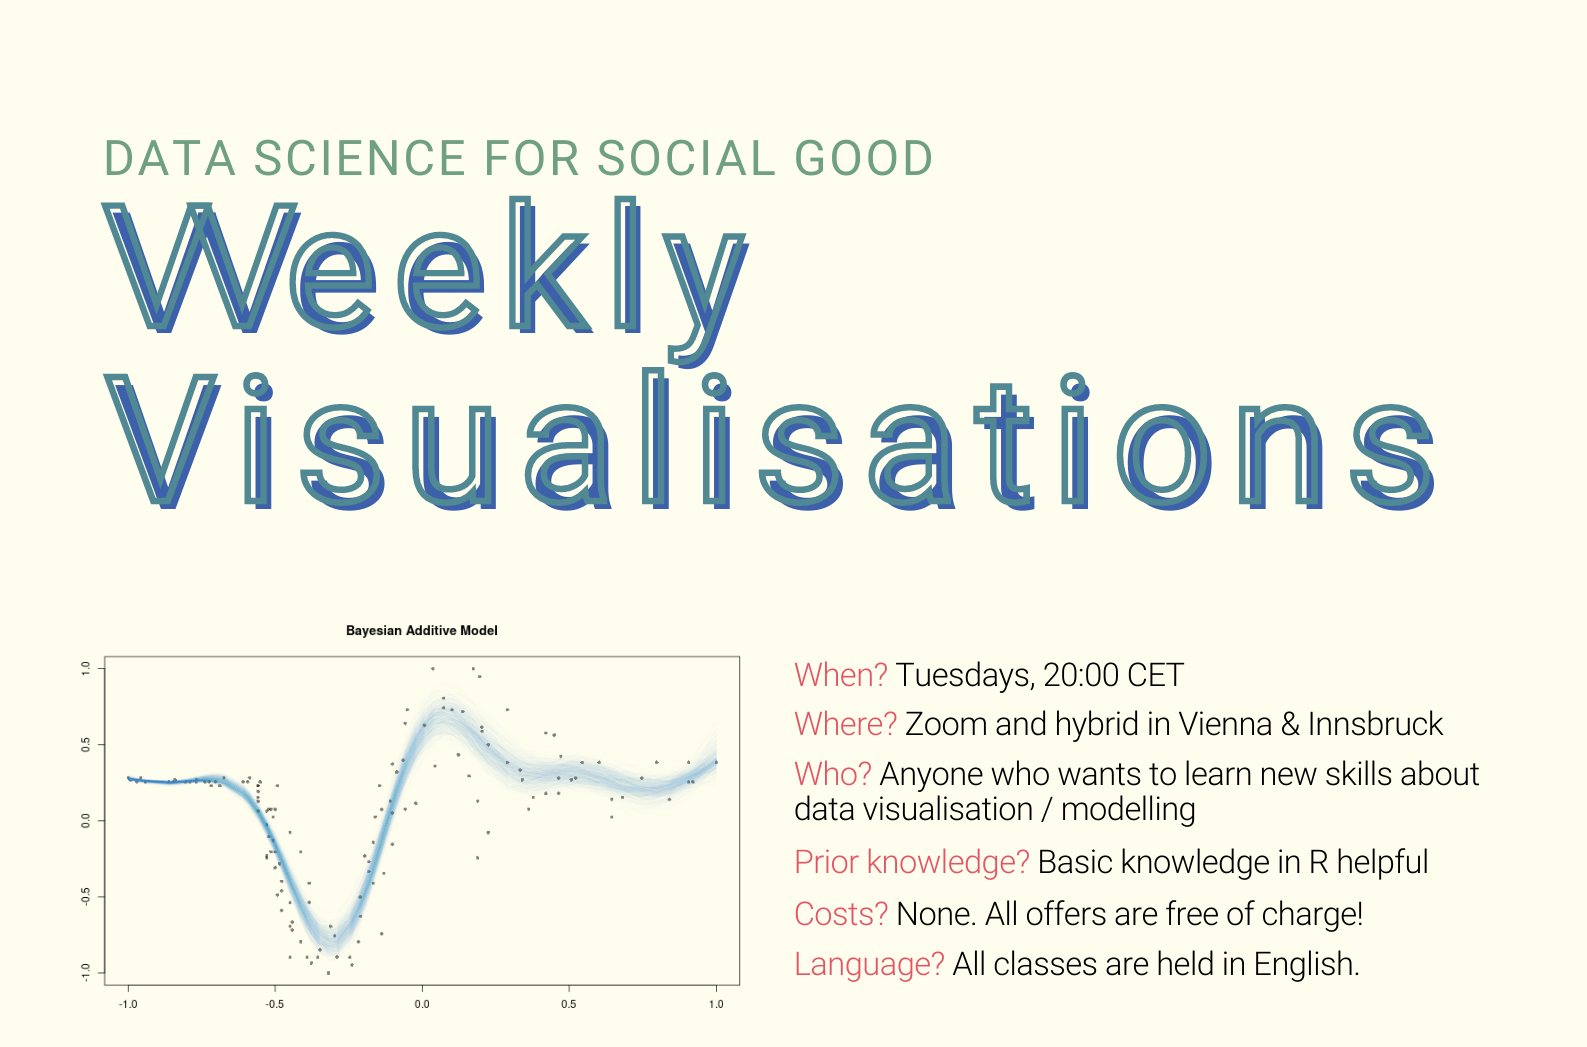 DATA SCIENCE FOR SOCIAL GOOD
Weekly
Visualisations
Bayesian Additive Model
1.0
0.5
0.0
-0.5
-1.0
-1.0 -0.5 0.0 0.5 1.0
When? Tuesdays, 20:00 CET
Where? Zoom and hybrid in Vienna & Innsbruck
Who? Anyone who wants to learn new skills about
data visualisation / modelling
Prior knowledge? Basic knowledge in R helpful
Costs? None. All offers are free of charge!
Language? All classes are held in English.